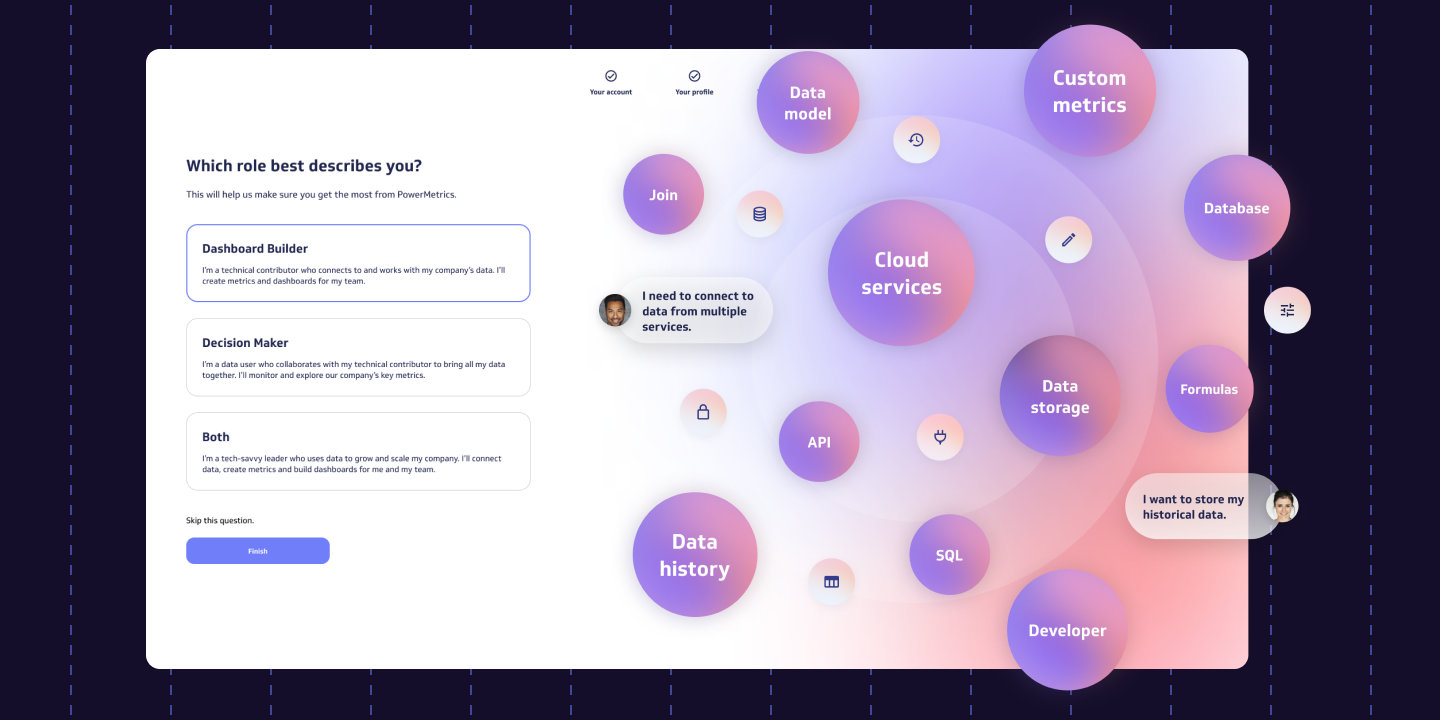 Your account
Your profile
Which role best describes you?
This will help us make sure you get the most from PowerMetrics.
Dashboard Builder
I'm a technical contributor who connects to and works with my company's data. I'll
create metrics and dashboards for my team.
Decision Maker
I'm a data user who collaborates with my technical contributor to bring all my data
together. I'll monitor and explore our company's key metrics.
Both
I'm a tech-savvy leader who uses data to grow and scale my company. I'll connect
data, create metrics and build dashboards for me and my team.
Skip this question.
Finish
Data
model
Custom
metrics
Join
Database
Cloud
services
I need to connect to
data from multiple
services.
Data
storage
Formulas
API
I want to store my
historical data.
Data
history
SQL
Developer